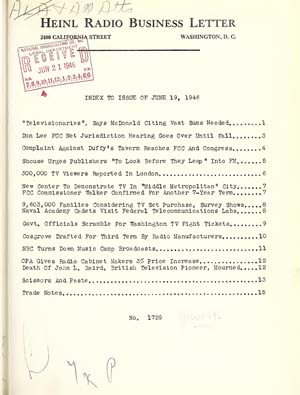 HEINL RADIO BUSINESS LETTER
2400 CALIFORNIA STREET WASHINGTON, D. C.
NATIONAL BROADCASTING CO., INC.
LEGAL DEPARTMENT
RECEIVED
JUN 21 1946
INDEX TO ISSUE OF JUNE 19, 1946
"Televisionaries", Says McDonald Citing Vast Sums Needed.........1
Don Lee FCC Net Jurisdiction Hearing Goes Over Until Fall........3
Complaint Against Duffy's Tavern Reaches FCC And Congress........4
Shouse Urges Publishers "To Look Before They Leap" Into FM.......5
300,000 TV Viewers Reported In London............................6
New Center To Demonstrate TV In "Middle Metropolitan" City.......7
FCC Commissioner Walker Confirmed For Another 7-Year Term........7
9,603,000 Families Considering TV Set Purchase, Survey Shows.....8
Naval Academy Cadets Visit Federal Telecommunications Labs.......8
Govt. Officials Scramble For Washington TV Fight Tickets.........9
Cosgrove Drafted For Third Term By Radio Manufacturers..........10
NBC Turns Down Music Camp Broadcasts............................11
OPA Gives Radio Cabinet Makers 3% Price Increase................12
Death Of John L. Baird, British Television Pioneer, Mourned.....12
Scissors And Paste..............................................13
Trade Notes.....................................................15
No. 1729